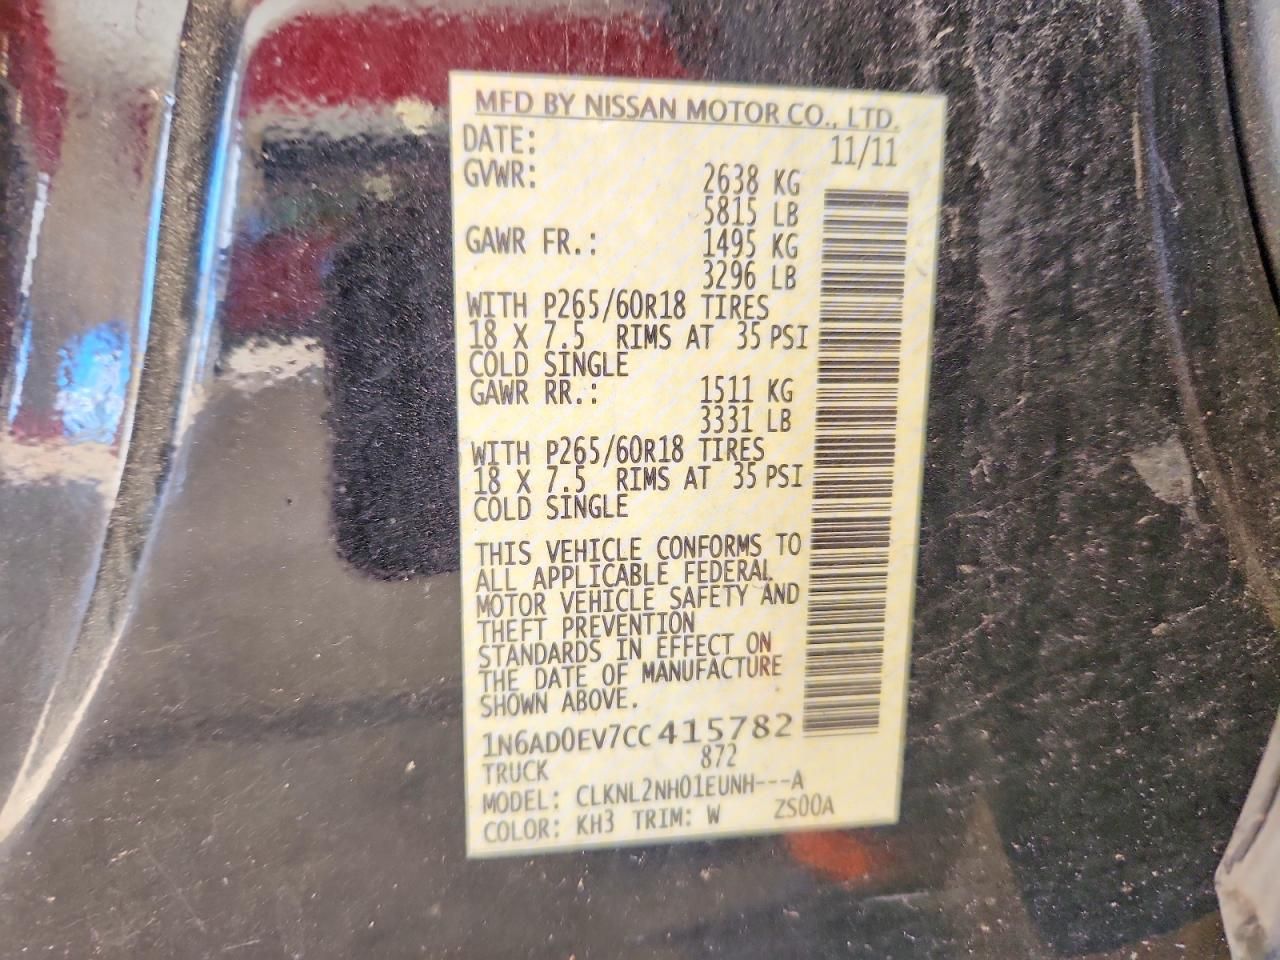 MFD BY NISSAN MOTOR CO., LTD.
DATE: 11/11
GVWR: 2638 KG
5815 LB
GAWR FR.: 1495 KG
3296 LB
WITH P265/60R18 TIRES
18 X 7.5 RIMS AT 35 PSI
COLD SINGLE
GAWR RR.: 1511 KG
3331 LB
WITH P265/60R18 TIRES
18 X 7.5 RIMS AT 35 PSI
COLD SINGLE
THIS VEHICLE CONFORMS TO
ALL APPLICABLE FEDERAL
MOTOR VEHICLE SAFETY AND
THEFT PREVENTION
STANDARDS IN EFFECT ON
THE DATE OF MANUFACTURE
SHOWN ABOVE.
1N6AD0EV7CC415782
TRUCK 872
MODEL: CLKNL2NH01EUNH---A
COLOR: KH3 TRIM: W ZS00A